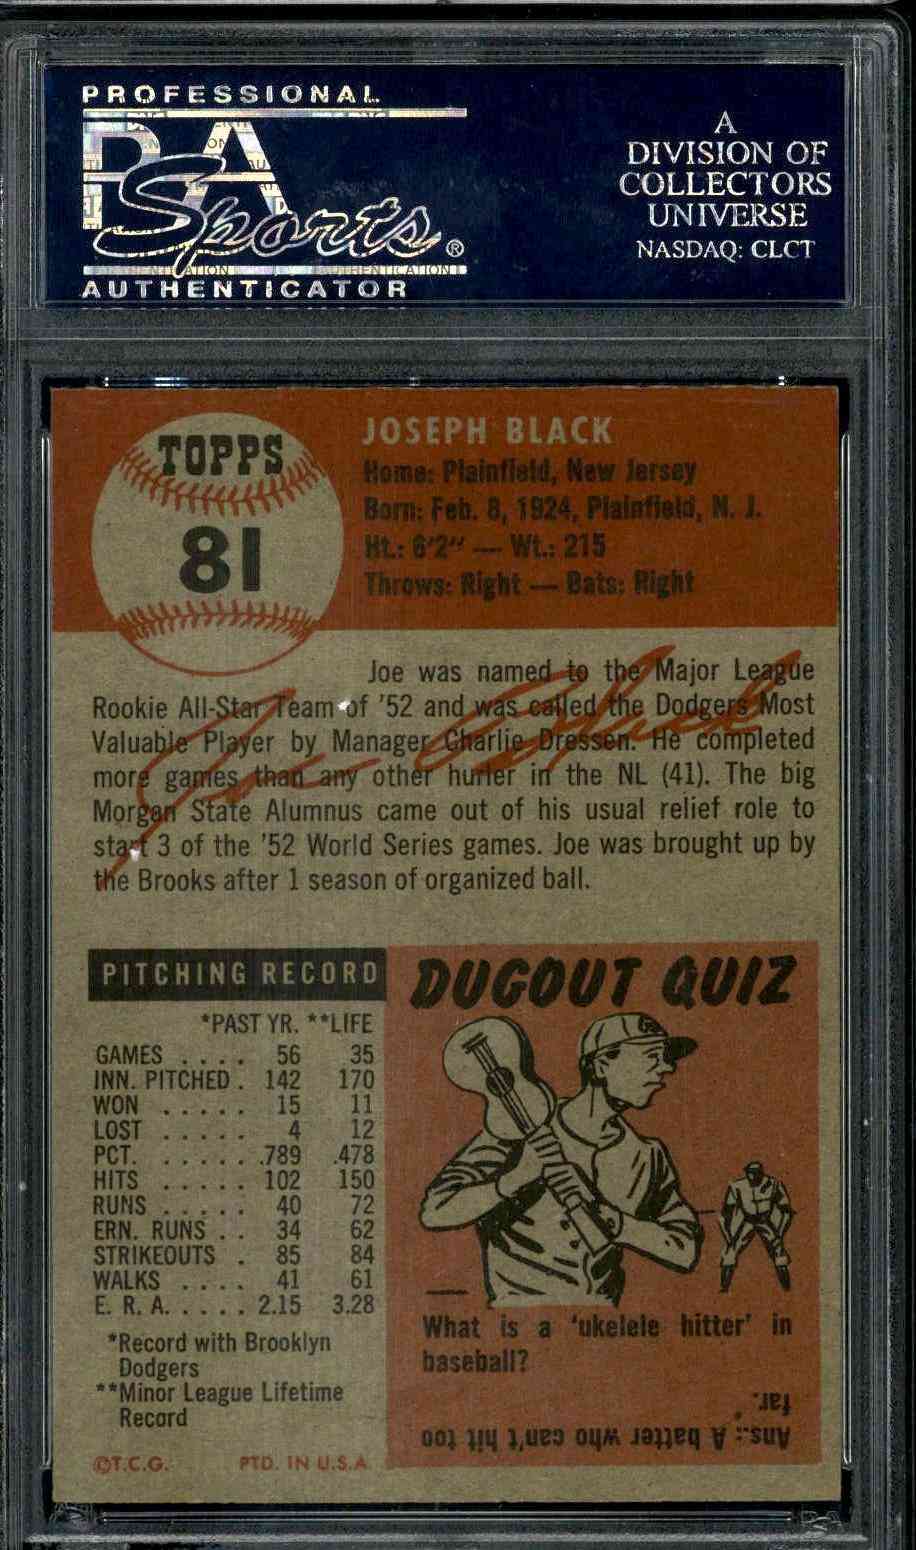 PROFESSIONAL
PSA
Sports®
AUTHENTICATOR
A
DIVISION OF
COLLECTORS
UNIVERSE
NASDAQ: CLCT
TOPPS
81
JOSEPH BLACK
Home: Plainfield, New Jersey
Born: Feb. 8, 1924, Plainfield, N. J.
Ht.: 6'2" — Wt.: 215
Throws: Right — Bats: Right
Joe was named to the Major League
Rookie All-Star Team of '52 and was called the Dodgers Most
Valuable Player by Manager Charlie Dressen. He completed
more games than any other hurler in the NL (41). The big
Morgan State Alumnus came out of his usual relief role to
start 3 of the '52 World Series games. Joe was brought up by
the Brooks after 1 season of organized ball.
Joe Black
PITCHING RECORD
*PAST YR. **LIFE
GAMES . . . . 56 35
INN. PITCHED . 142 170
WON . . . . . 15 11
LOST . . . . . 4 12
PCT. . . . . . .789 .478
HITS . . . . . 102 150
RUNS . . . . . 40 72
ERN. RUNS . . 34 62
STRIKEOUTS . 85 84
WALKS . . . . 41 61
E. R. A. . . . . . 2.15 3.28
*Record with Brooklyn
Dodgers
**Minor League Lifetime
Record
©T.C.G. PTD. IN U.S.A.
DUGOUT QUIZ
What is a 'ukelele hitter' in
baseball?
Ans.: A batter who can't hit too
far.